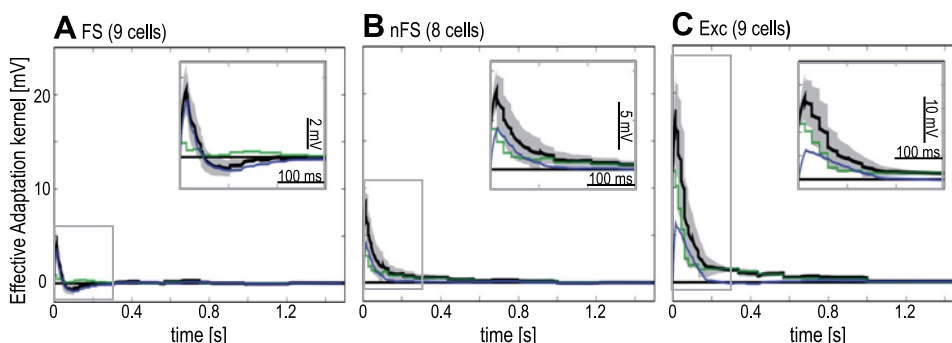 A FS (9 cells)
B nFS (8 cells)
C Exc (9 cells)
Effective Adaptation kernel [mV]
20
10
0
2 mV
100 ms
5 mV
100 ms
10 mV
100 ms
0 0.4 0.8 1.2
0 0.4 0.8 1.2
0 0.4 0.8 1.2
time [s]
time [s]
time [s]